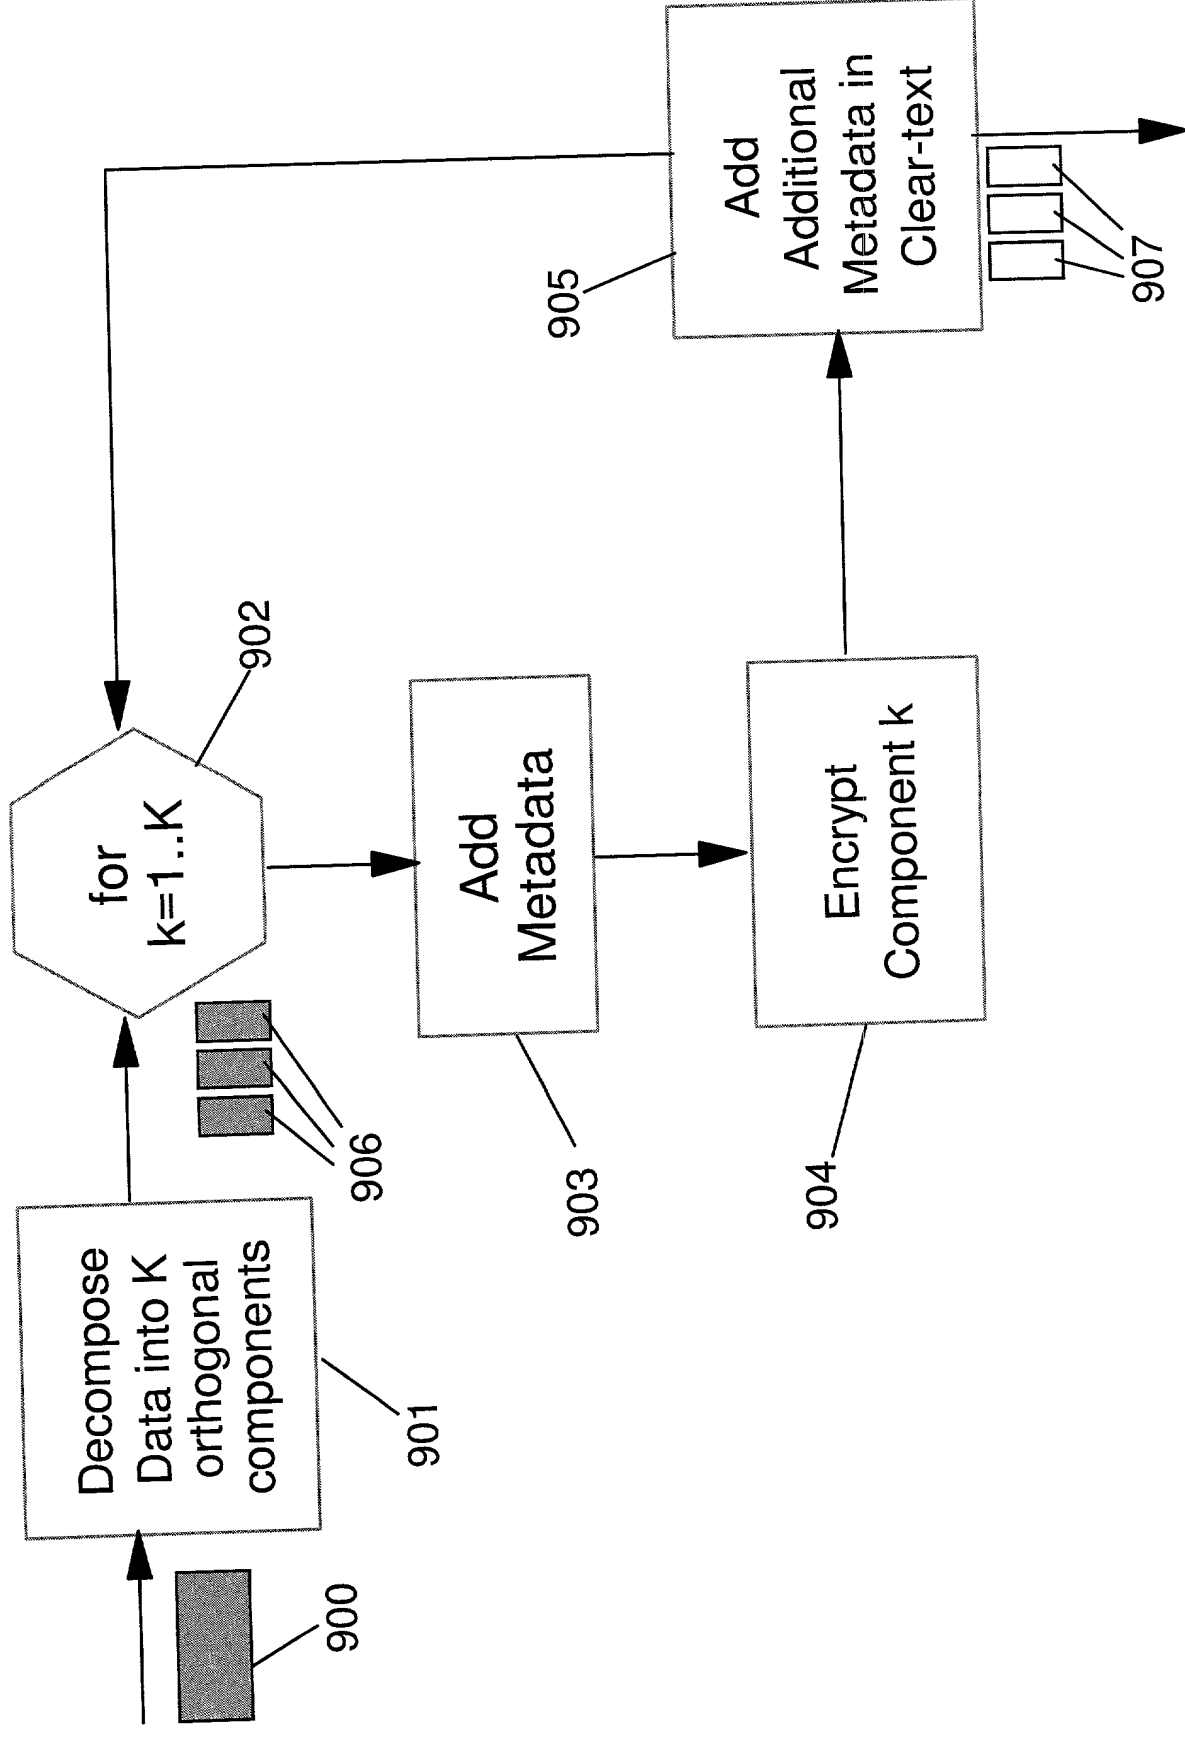 900
Decompose
Data into K
orthogonal
components
901
906
for
k=1..K
902
Add
Metadata
903
Encrypt
Component k
904
Add
Additional
Metadata in
Clear-text
905
907